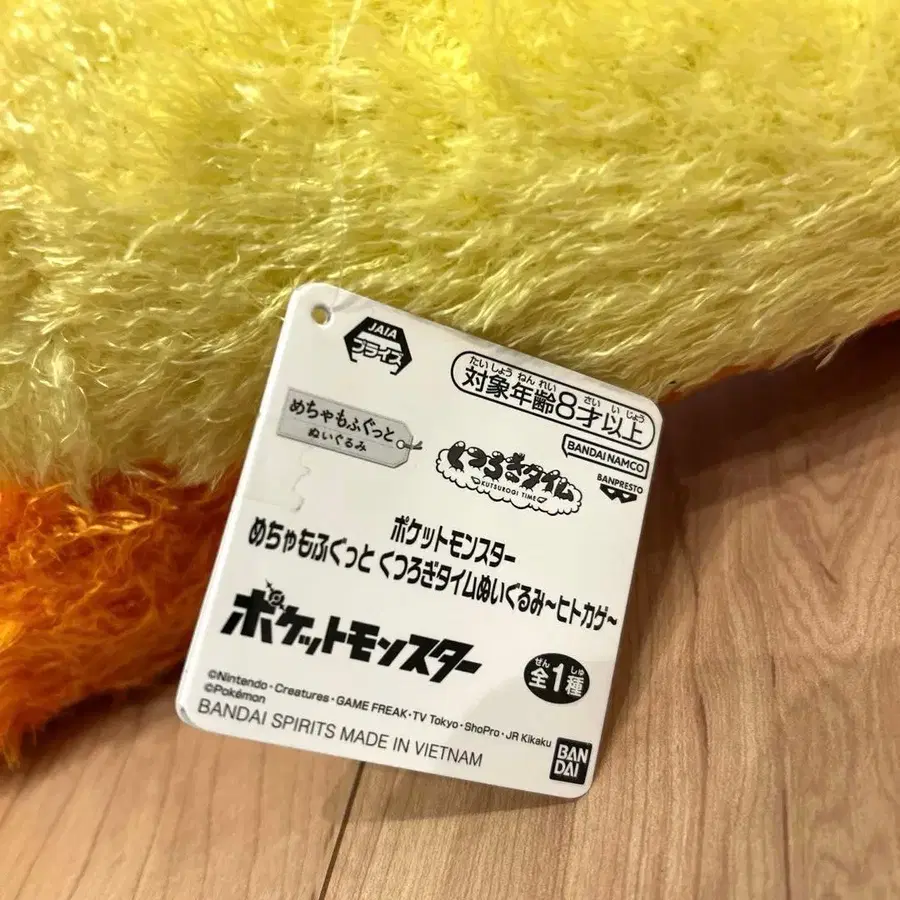 JAIA
プライズ
たいしょうねんれい さいいじょう
対象年齢8才以上
めちゃもふぐっと
ぬいぐるみ
くつろぎタイム
KUTSUROGI TIME
BANDAI NAMCO
BANPRESTO
ポケットモンスター
めちゃもふぐっと くつろぎタイムぬいぐるみ〜ヒトカゲ〜
ポケットモンスター
ぜん しゅ
全1種
©Nintendo・Creatures・GAME FREAK・TV Tokyo・ShoPro・JR Kikaku
©Pokémon
BANDAI SPIRITS MADE IN VIETNAM
BAN
DAI